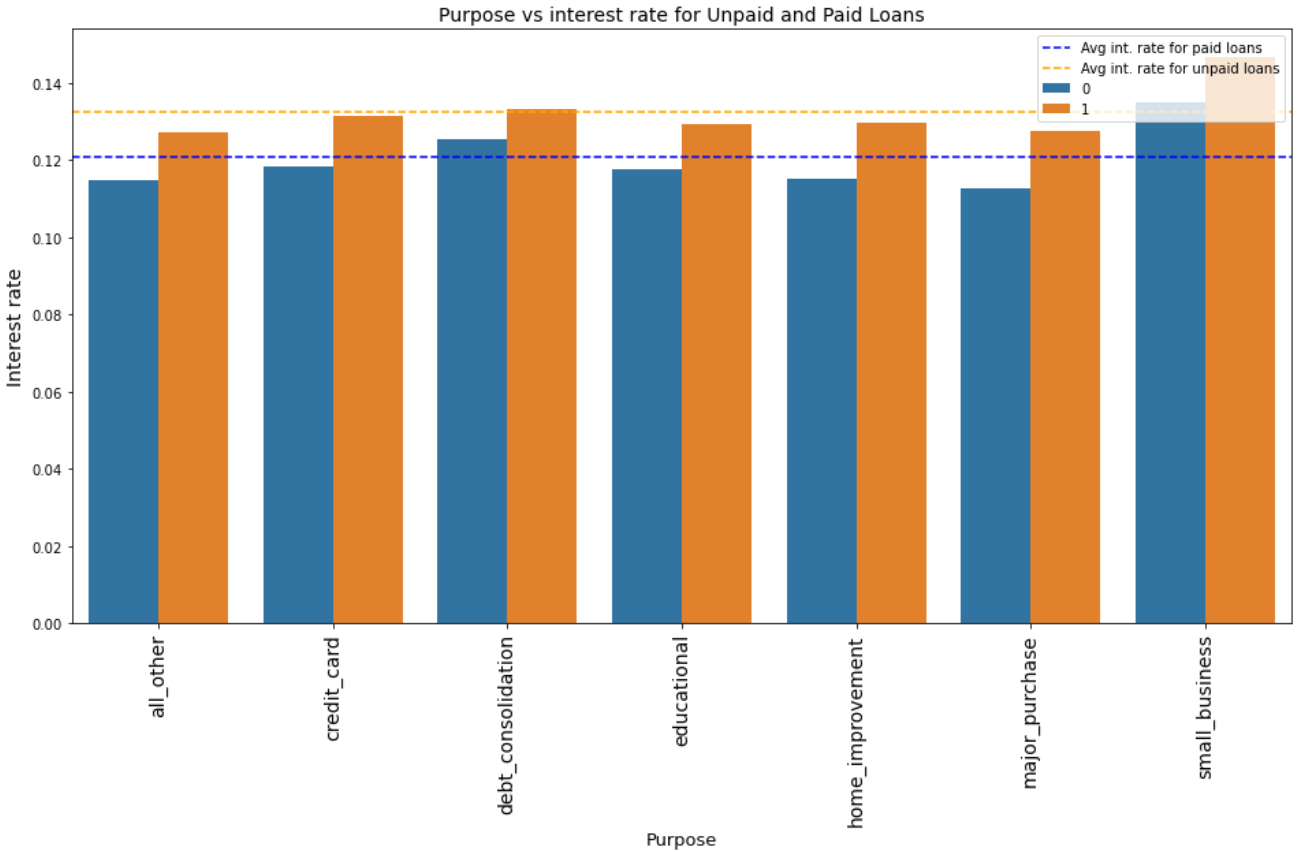 Purpose vs interest rate for Unpaid and Paid Loans
Avg int. rate for paid loans
Avg int. rate for unpaid loans
0
1
Interest rate
0.14
0.12
0.10
0.08
0.06
0.04
0.02
0.00
all_other
credit_card
debt_consolidation
educational
home_improvement
major_purchase
small_business
Purpose